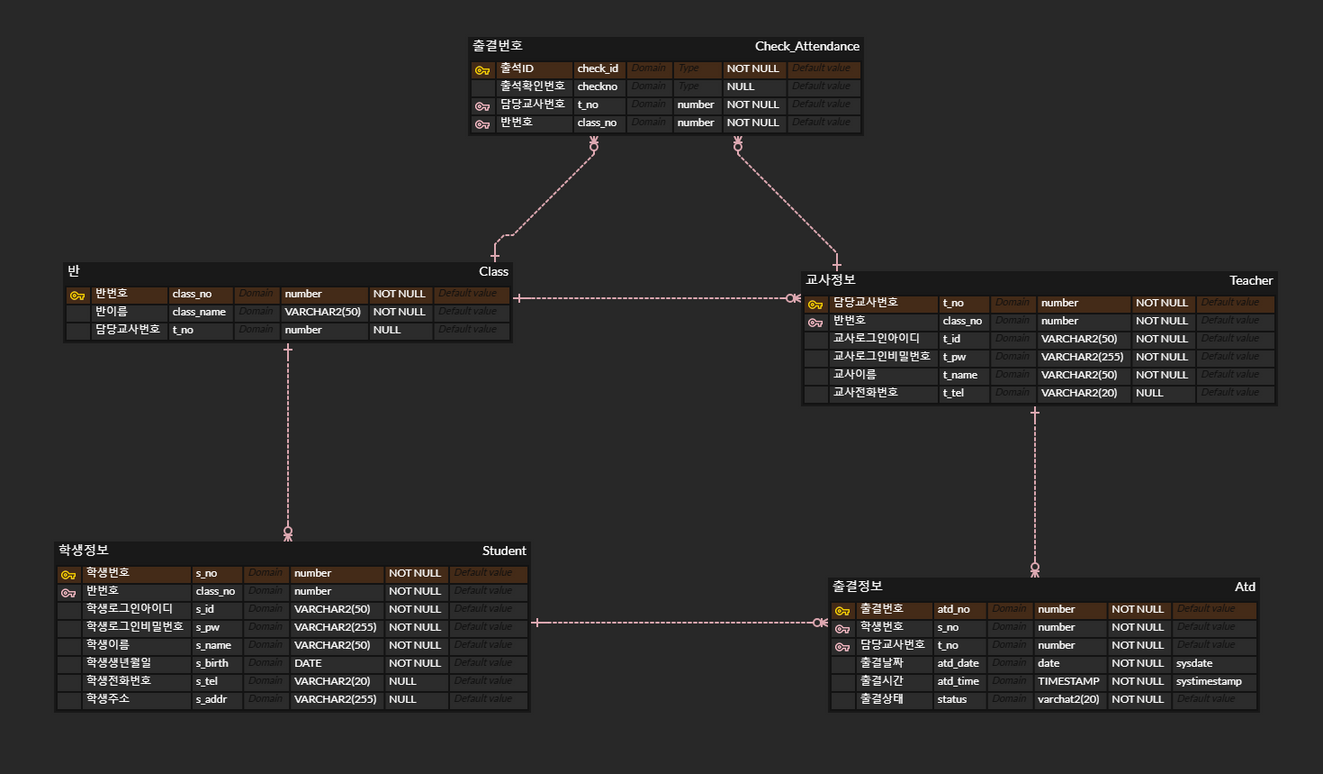 출결번호 Check_Attendance
출석ID check_id Domain Type NOT NULL Default value
출석확인번호 checkno Domain Type NULL Default value
담당교사번호 t_no Domain number NOT NULL Default value
반번호 class_no Domain number NOT NULL Default value
반 Class
반번호 class_no Domain number NOT NULL Default value
반이름 class_name Domain VARCHAR2(50) NOT NULL Default value
담당교사번호 t_no Domain number NULL Default value
교사정보 Teacher
담당교사번호 t_no Domain number NOT NULL Default value
반번호 class_no Domain number NOT NULL Default value
교사로그인아이디 t_id Domain VARCHAR2(50) NOT NULL Default value
교사로그인비밀번호 t_pw Domain VARCHAR2(255) NOT NULL Default value
교사이름 t_name Domain VARCHAR2(50) NOT NULL Default value
교사전화번호 t_tel Domain VARCHAR2(20) NULL Default value
학생정보 Student
학생번호 s_no Domain number NOT NULL Default value
반번호 class_no Domain number NOT NULL Default value
학생로그인아이디 s_id Domain VARCHAR2(50) NOT NULL Default value
학생로그인비밀번호 s_pw Domain VARCHAR2(255) NOT NULL Default value
학생이름 s_name Domain VARCHAR2(50) NOT NULL Default value
학생생년월일 s_birth Domain DATE NOT NULL Default value
학생전화번호 s_tel Domain VARCHAR2(20) NULL Default value
학생주소 s_addr Domain VARCHAR2(255) NULL Default value
출결정보 Atd
출결번호 atd_no Domain number NOT NULL Default value
학생번호 s_no Domain number NOT NULL Default value
담당교사번호 t_no Domain number NOT NULL Default value
출결날짜 atd_date Domain date NOT NULL sysdate
출결시간 atd_time Domain TIMESTAMP NOT NULL systimestamp
출결상태 status Domain varchat2(20) NOT NULL Default value